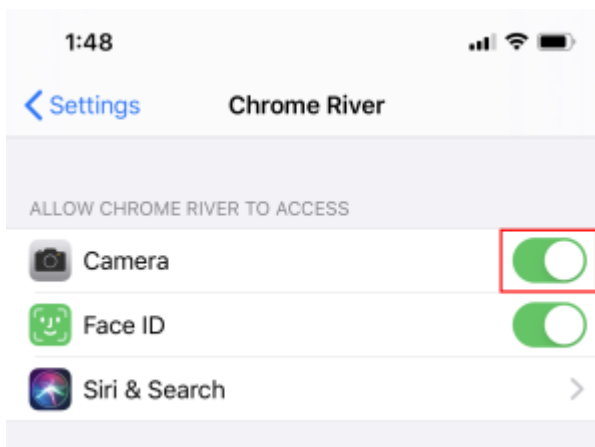 1:48
Settings Chrome River
ALLOW CHROME RIVER TO ACCESS
Camera
Face ID
Siri & Search